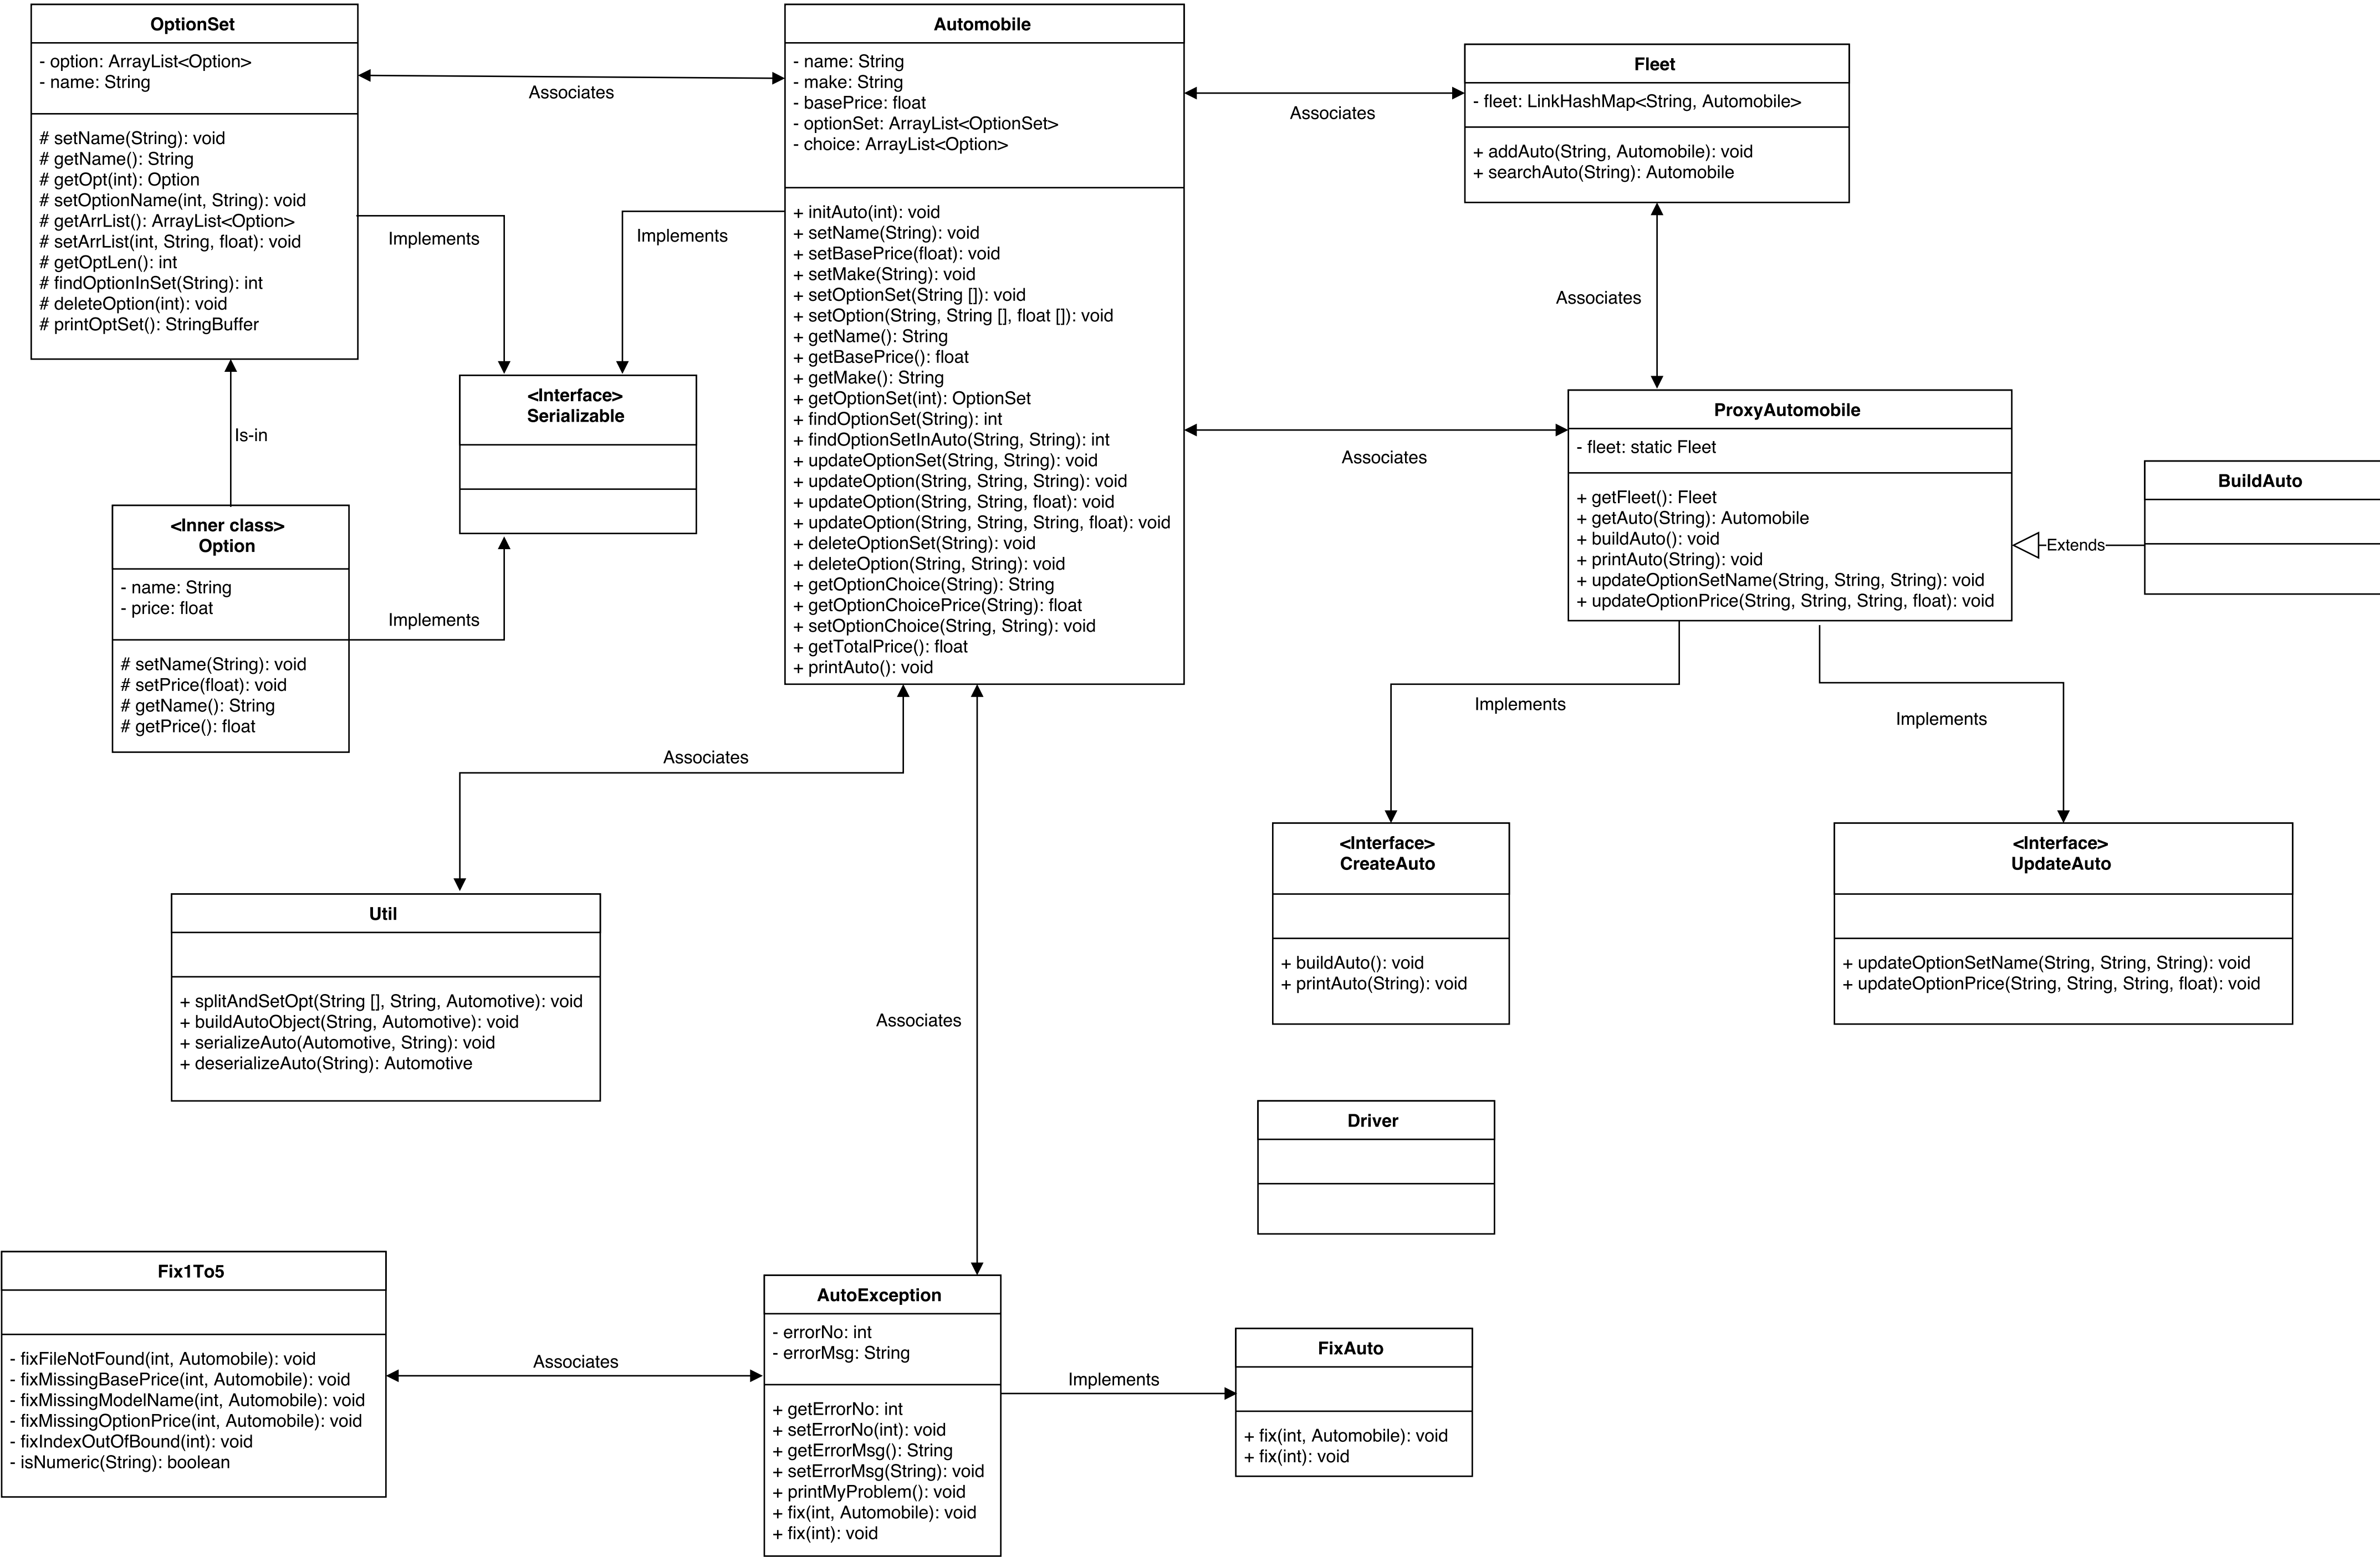 OptionSet
- option: ArrayList<Option>
- name: String
# setName(String): void
# getName(): String
# getOpt(int): Option
# setOptionName(int, String): void
# getArrList(): ArrayList<Option>
# setArrList(int, String, float): void
# getOptLen(): int
# findOptionInSet(String): int
# deleteOption(int): void
# printOptSet(): StringBuffer
Associates
Automobile
- name: String
- make: String
- basePrice: float
- optionSet: ArrayList<OptionSet>
- choice: ArrayList<Option>
+ initAuto(int): void
+ setName(String): void
+ setBasePrice(float): void
+ setMake(String): void
+ setOptionSet(String []): void
+ setOption(String, String [], float []): void
+ getName(): String
+ getBasePrice(): float
+ getMake(): String
+ getOptionSet(int): OptionSet
+ findOptionSet(String): int
+ findOptionSetInAuto(String, String): int
+ updateOptionSet(String, String): void
+ updateOption(String, String, String): void
+ updateOption(String, String, float): void
+ updateOption(String, String, String, float): void
+ deleteOptionSet(String): void
+ deleteOption(String, String): void
+ getOptionChoice(String): String
+ getOptionChoicePrice(String): float
+ setOptionChoice(String, String): void
+ getTotalPrice(): float
+ printAuto(): void
Associates
Fleet
- fleet: LinkHashMap<String, Automobile>
+ addAuto(String, Automobile): void
+ searchAuto(String): Automobile
Implements
Implements
Associates
<Interface>
Serializable
Is-in
Associates
ProxyAutomobile
- fleet: static Fleet
+ getFleet(): Fleet
+ getAuto(String): Automobile
+ buildAuto(): void
+ printAuto(String): void
+ updateOptionSetName(String, String, String): void
+ updateOptionPrice(String, String, String, float): void
Extends
BuildAuto
<Inner class>
Option
- name: String
- price: float
# setName(String): void
# setPrice(float): void
# getName(): String
# getPrice(): float
Implements
Implements
Implements
Associates
<Interface>
CreateAuto
+ buildAuto(): void
+ printAuto(String): void
<Interface>
UpdateAuto
+ updateOptionSetName(String, String, String): void
+ updateOptionPrice(String, String, String, float): void
Util
+ splitAndSetOpt(String [], String, Automotive): void
+ buildAutoObject(String, Automotive): void
+ serializeAuto(Automotive, String): void
+ deserializeAuto(String): Automotive
Associates
Driver
Fix1To5
- fixFileNotFound(int, Automobile): void
- fixMissingBasePrice(int, Automobile): void
- fixMissingModelName(int, Automobile): void
- fixMissingOptionPrice(int, Automobile): void
- fixIndexOutOfBound(int): void
- isNumeric(String): boolean
Associates
AutoException
- errorNo: int
- errorMsg: String
+ getErrorNo: int
+ setErrorNo(int): void
+ getErrorMsg(): String
+ setErrorMsg(String): void
+ printMyProblem(): void
+ fix(int, Automobile): void
+ fix(int): void
Implements
FixAuto
+ fix(int, Automobile): void
+ fix(int): void